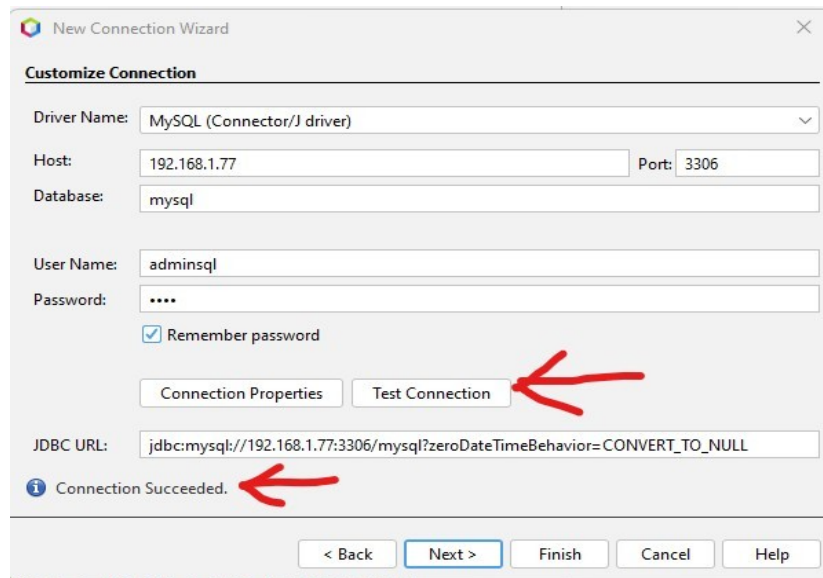 New Connection Wizard
Customize Connection
Driver Name: MySQL (Connector/J driver)
Host: 192.168.1.77 Port: 3306
Database: mysql
User Name: adminsql
Password: ••••
Remember password
Connection Properties Test Connection
JDBC URL: jdbc:mysql://192.168.1.77:3306/mysql?zeroDateTimeBehavior=CONVERT_TO_NULL
Connection Succeeded.
< Back Next > Finish Cancel Help